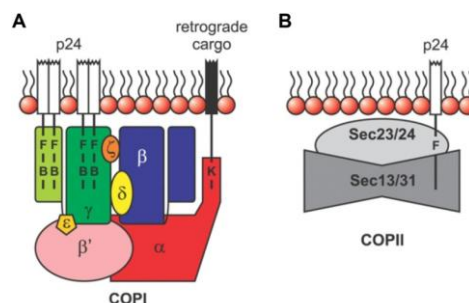 A
p24
retrograde
cargo
F F
B B
I I
F F
B B
I I
ζ
β
δ
K
I
γ
ε
β'
α
COPI
B
p24
Sec23/24
F
Sec13/31
COPII